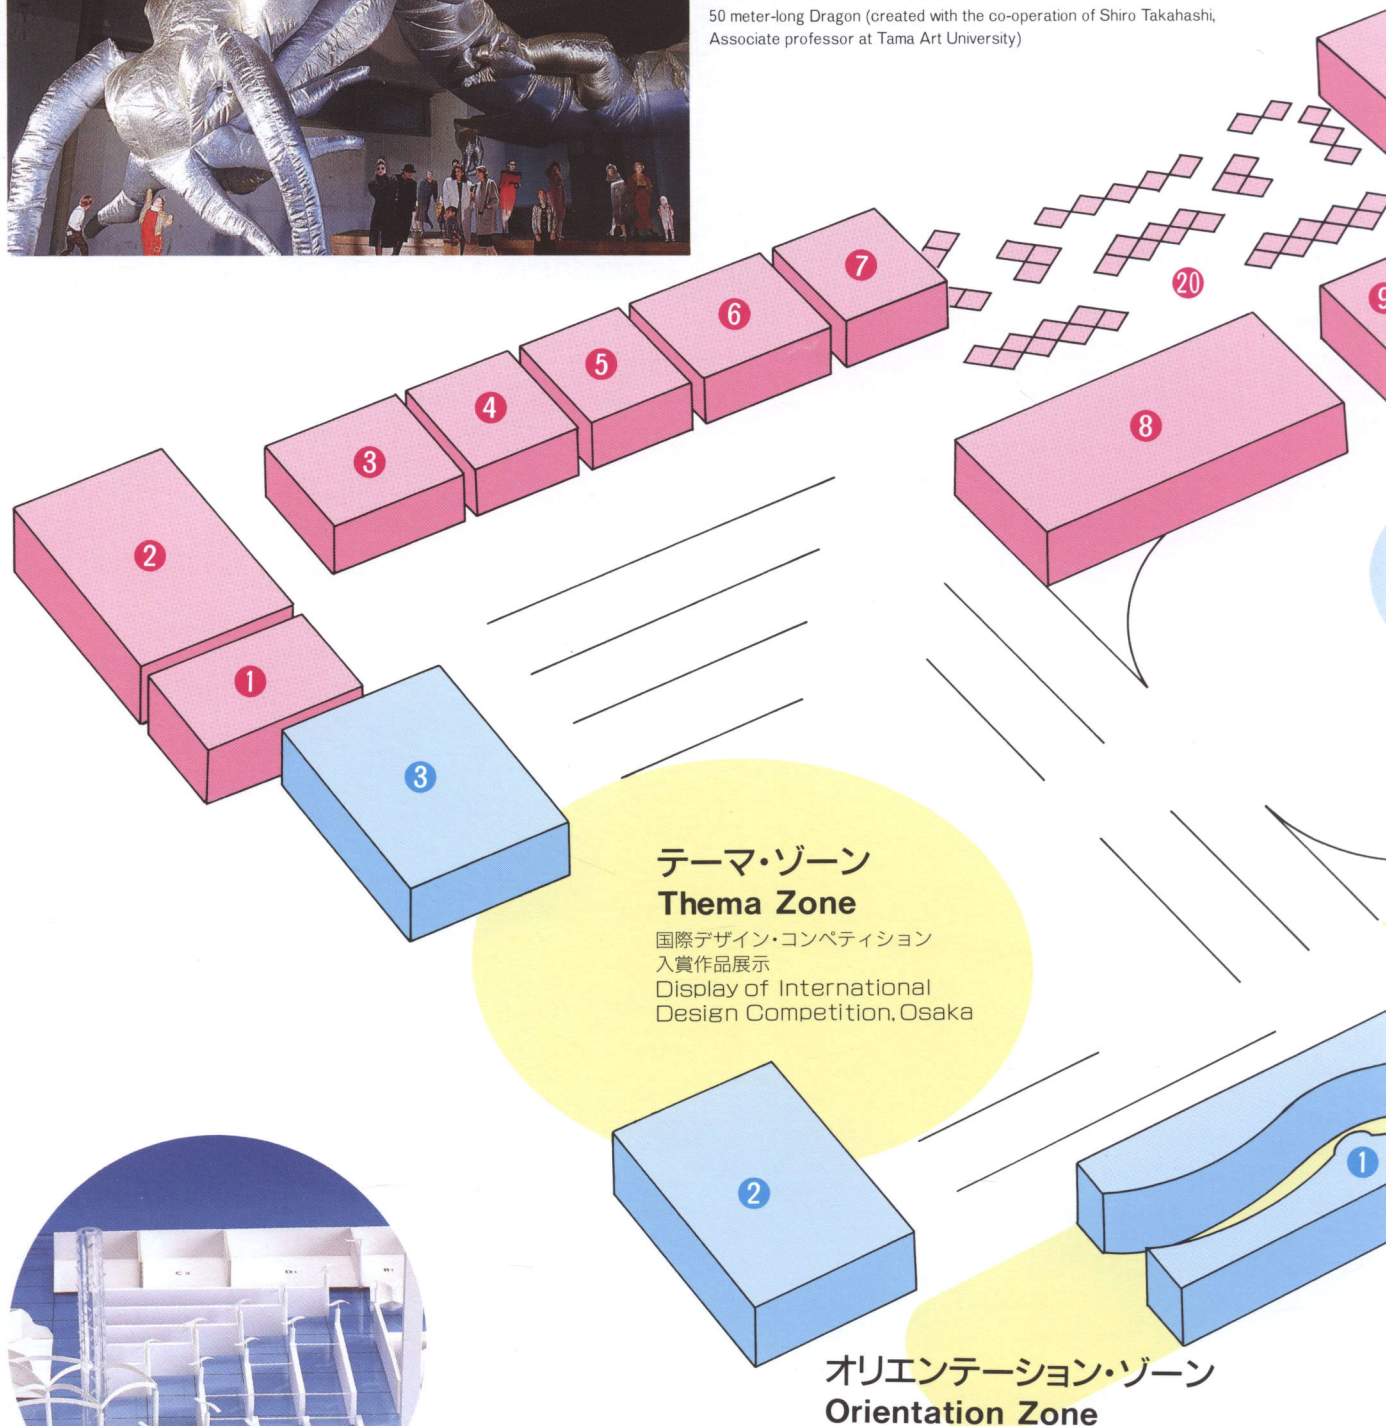 50 meter-long Dragon (created with the co-operation of Shiro Takahashi,
Associate professor at Tama Art University)
7
20
9
6
5
4
8
3
2
1
3
テーマ・ゾーン
Thema Zone
国際デザイン・コンペティション
入賞作品展示
Display of International
Design Competition, Osaka
1
2
オリエンテーション・ゾーン
Orientation Zone